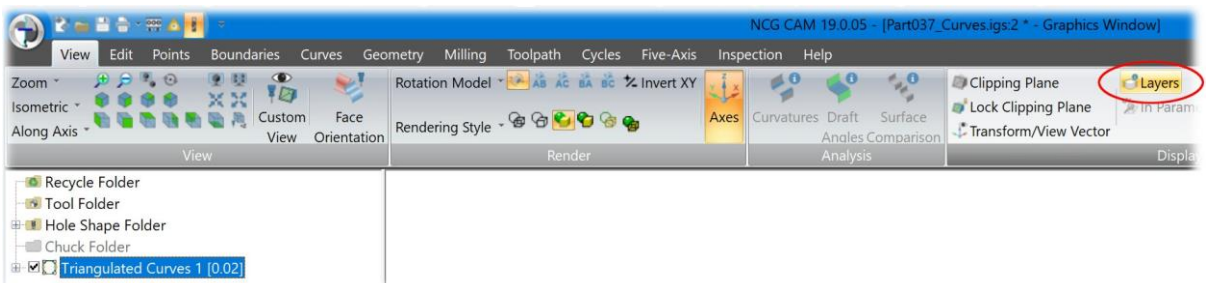 NCG CAM 19.0.05 - [Part037_Curves.igs:2 * - Graphics Window]
View Edit Points Boundaries Curves Geometry Milling Toolpath Cycles Five-Axis Inspection Help
Zoom
Isometric
Along Axis
Custom View
Face Orientation
View
Rotation Model AB AC BA BC Invert XY
Rendering Style
Axes
Render
Curvatures
Draft Angles
Surface Comparison
Analysis
Clipping Plane
Lock Clipping Plane
Transform/View Vector
Layers
In
Recycle Folder
Tool Folder
Hole Shape Folder
Chuck Folder
Triangulated Curves 1 [0.02]